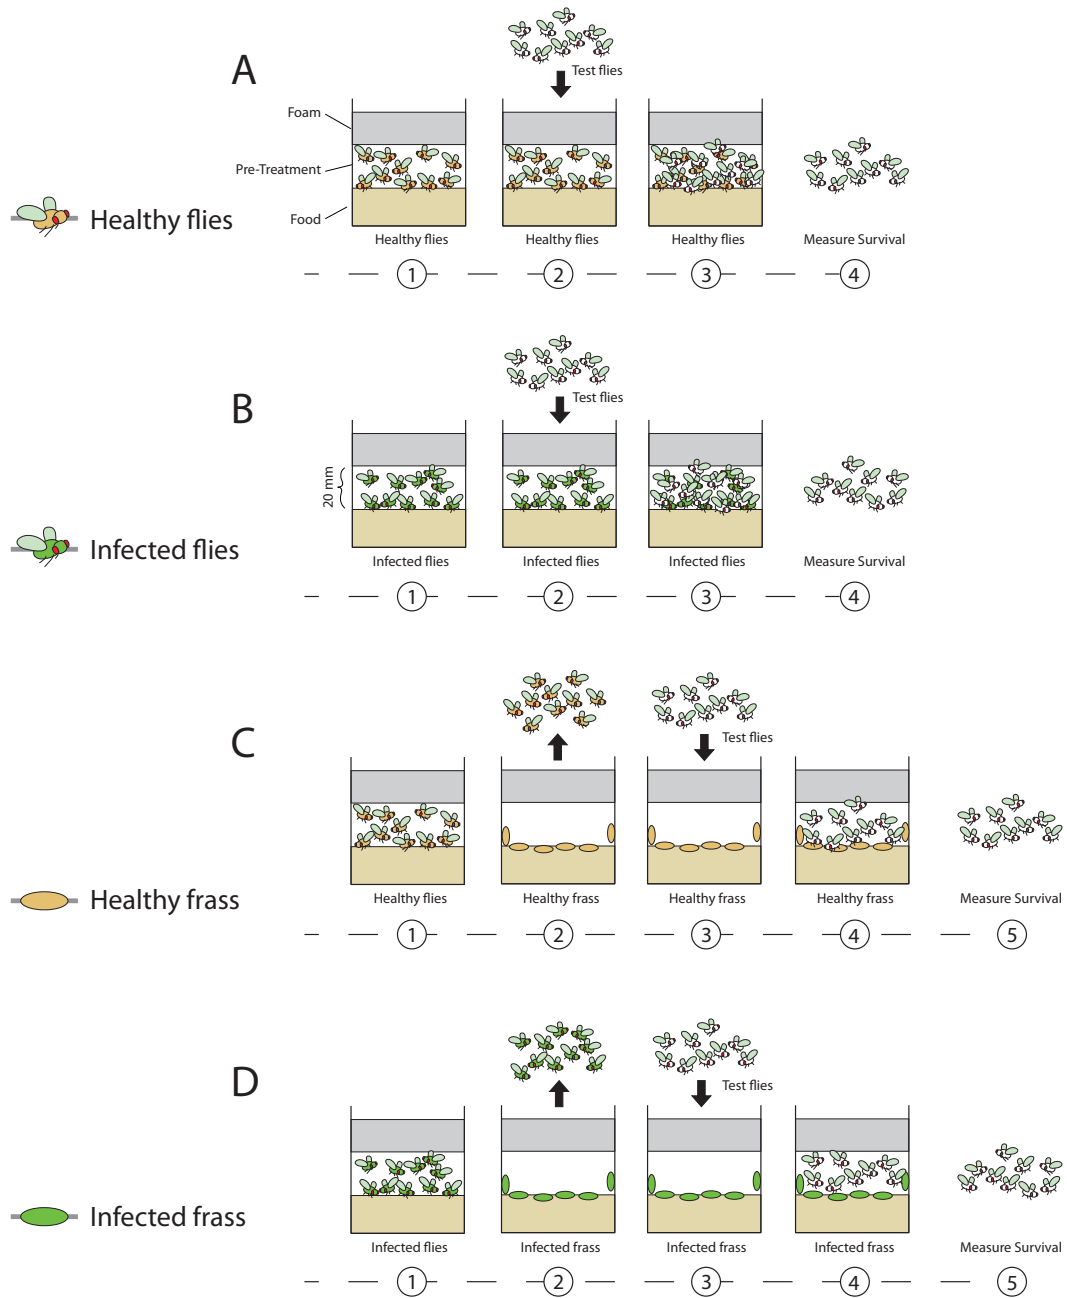 A
Test flies
Foam
Pre-Treatment
Food
Healthy flies
Healthy flies
Healthy flies
Healthy flies
Measure Survival
1
2
3
4
B
Test flies
20 mm
Infected flies
Infected flies
Infected flies
Infected flies
Measure Survival
1
2
3
4
C
Test flies
Healthy frass
Healthy flies
Healthy frass
Healthy frass
Healthy frass
Measure Survival
1
2
3
4
5
D
Test flies
Infected frass
Infected flies
Infected frass
Infected frass
Infected frass
Measure Survival
1
2
3
4
5